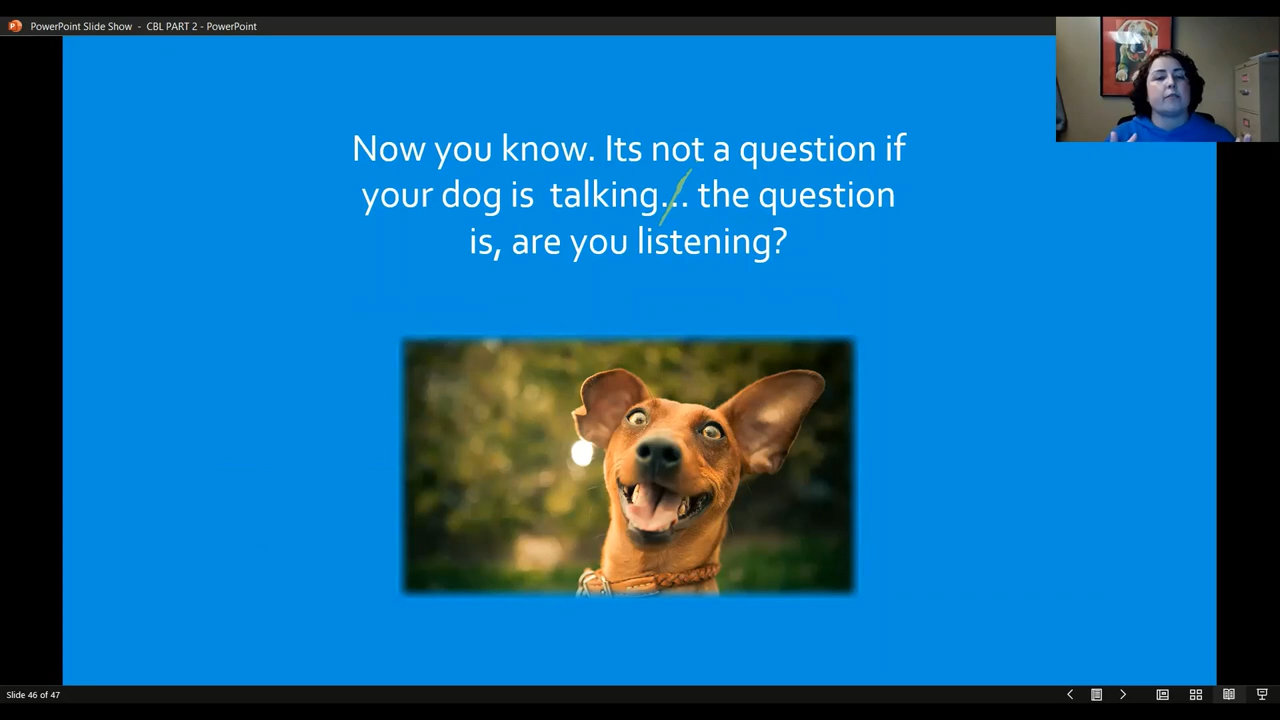 PowerPoint Slide Show - CBL PART 2 - PowerPoint
Now you know. Its not a question if
your dog is talking... the question
is, are you listening?
Slide 46 of 47